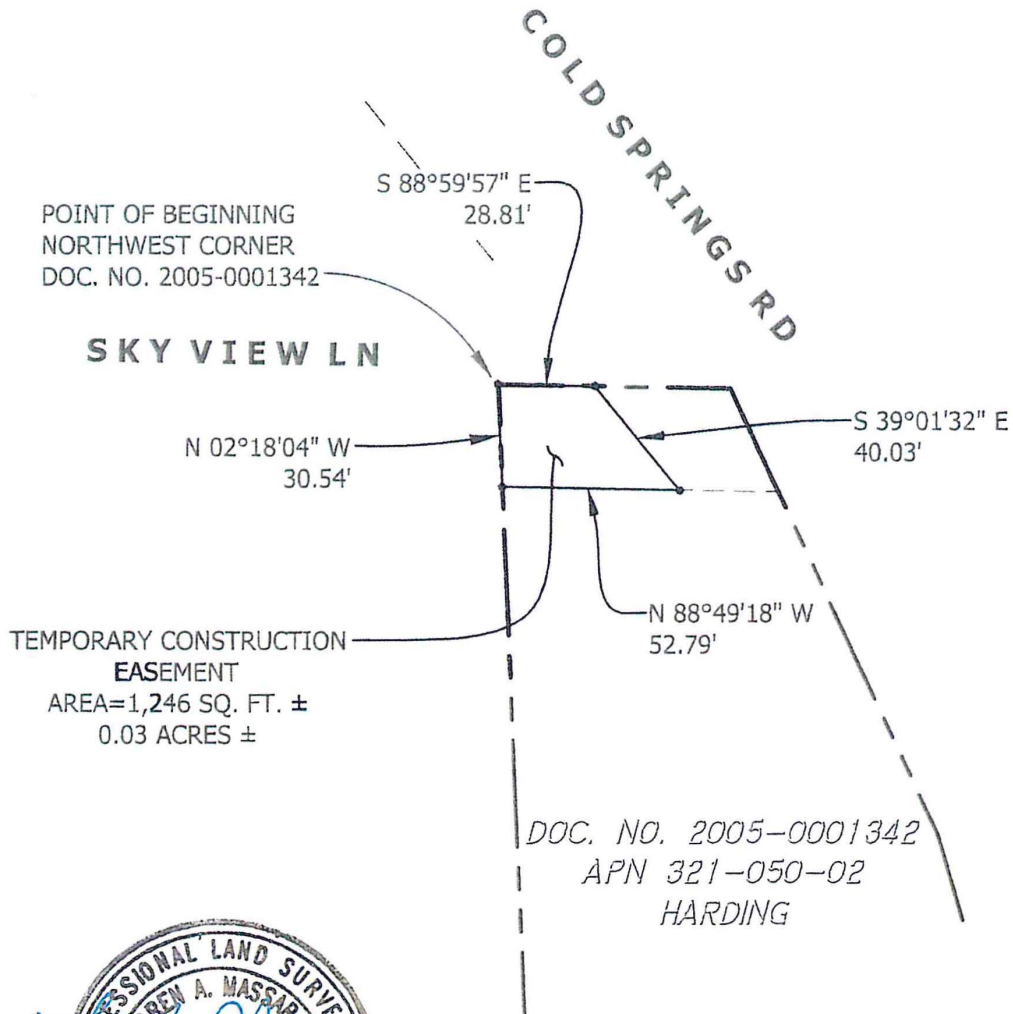 COLD SPRINGS RD
S 88°59'57" E
28.81'
POINT OF BEGINNING
NORTHWEST CORNER
DOC. NO. 2005-0001342
SKY VIEW LN
N 02°18'04" W
30.54'
S 39°01'32" E
40.03'
N 88°49'18" W
52.79'
TEMPORARY CONSTRUCTION
EASEMENT
AREA=1,246 SQ. FT. ±
0.03 ACRES ±
DOC. NO. 2005-0001342
APN 321-050-02
HARDING
LAND
A.